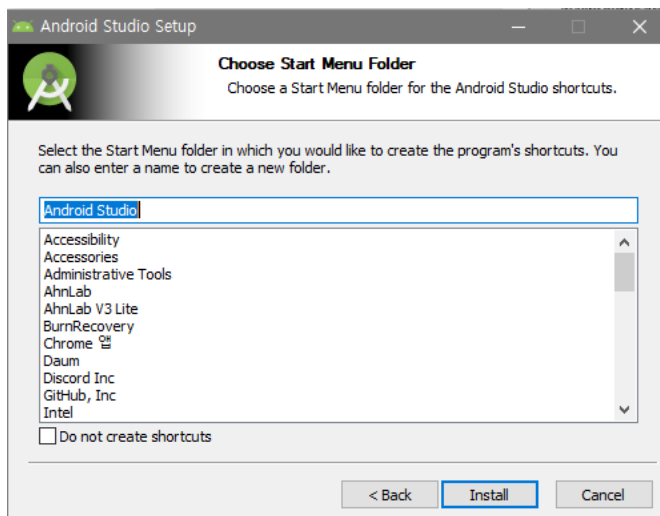 Android Studio Setup
Choose Start Menu Folder
Choose a Start Menu folder for the Android Studio shortcuts.
Select the Start Menu folder in which you would like to create the program's shortcuts. You
can also enter a name to create a new folder.
Android Studio
Accessibility
Accessories
Administrative Tools
AhnLab
AhnLab V3 Lite
BurnRecovery
Chrome 앱
Daum
Discord Inc
GitHub, Inc
Intel
Do not create shortcuts
< Back Install Cancel